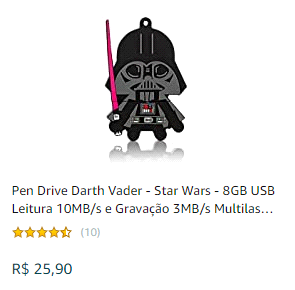 Pen Drive Darth Vader - Star Wars - 8GB USB
Leitura 10MB/s e Gravação 3MB/s Multilas...
(10)
R$ 25,90